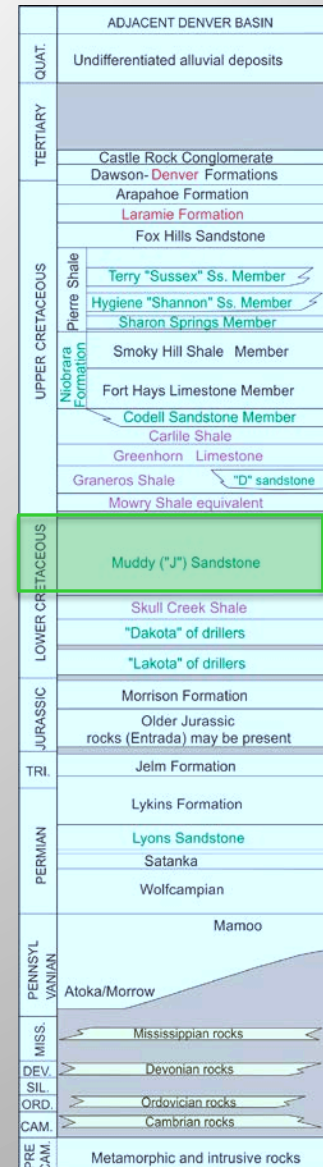 ADJACENT DENVER BASIN
QUAT.
Undifferentiated alluvial deposits
TERTIARY
Castle Rock Conglomerate
Dawson- Denver Formations
UPPER CRETACEOUS
Arapahoe Formation
Laramie Formation
Fox Hills Sandstone
Pierre Shale
Terry "Sussex" Ss. Member
Hygiene "Shannon" Ss. Member
Sharon Springs Member
Niobrara
Formation
Smoky Hill Shale Member
Fort Hays Limestone Member
Codell Sandstone Member
Carlile Shale
Greenhorn Limestone
Graneros Shale
"D" sandstone
Mowry Shale equivalent
LOWER CRETACEOUS
Muddy ("J") Sandstone
Skull Creek Shale
"Dakota" of drillers
"Lakota" of drillers
JURASSIC
Morrison Formation
Older Jurassic
rocks (Entrada) may be present
TRI.
Jelm Formation
PERMIAN
Lykins Formation
Lyons Sandstone
Satanka
Wolfcampian
PENNSYL
VANIAN
Mamoo
Atoka/Morrow
MISS.
Mississippian rocks
DEV.
Devonian rocks
SIL.
ORD.
Ordovician rocks
CAM.
Cambrian rocks
PRE
CAM.
Metamorphic and intrusive rocks